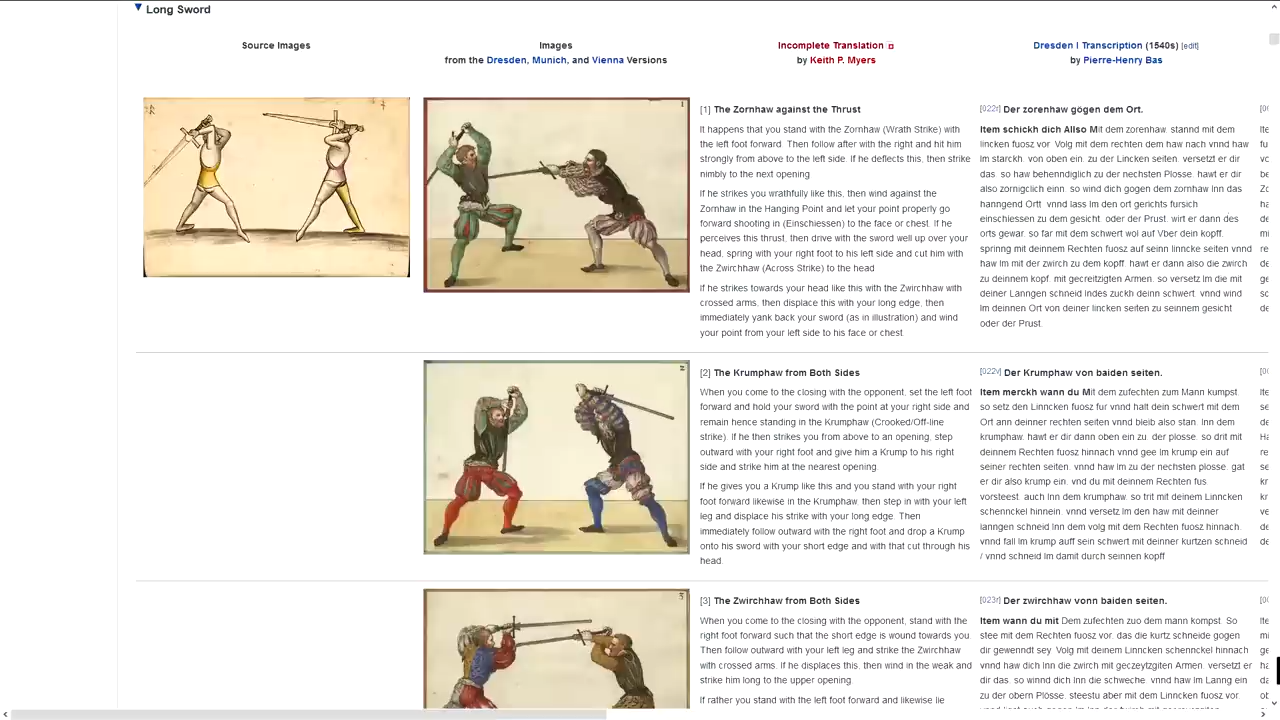 Long Sword
Source Images
Images
from the Dresden, Munich, and Vienna Versions
Incomplete Translation
by Keith P. Myers
Dresden I Transcription (1540s) [edit]
by Pierre-Henry Bas
[1] The Zornhaw against the Thrust
It happens that you stand with the Zornhaw (Wrath Strike) with
the left foot forward. Then follow after with the right and hit him
strongly from above to the left side. If he deflects this, then strike
nimbly to the next opening
If he strikes you wrathfully like this, then wind against the
Zornhaw in the Hanging Point and let your point properly go
forward shooting in (Einschiessen) to the face or chest. If he
perceives this thrust, then drive with the sword well up over your
head, spring with your right foot to his left side and cut him with
the Zwirchhaw (Across Strike) to the head
If he strikes towards your head like this with the Zwirchhaw with
crossed arms, then displace this with your long edge, then
immediately yank back your sword (as in illustration) and wind
your point from your left side to his face or chest.
[022r] Der zorenhaw gögen dem Ort.
Item schickh dich Allso Mit dem zorenhaw. stannd mit dem
lincken fuosz vor. Volg mit dem rechten dem haw nach vnnd haw
Im starckh. von oben ein. zu der Lincken seiten. versetzt er dir
das. so haw behenndiglich zu der nechsten Plosse. hawt er dir
also zornigclich einn. so wind dich gogen dem zornhaw Inn das
hanngend Ortt. vnnd lass Im den ort gerichts fursich
einschiessen zu dem gesicht. oder der Prust. wirt er dann des
orts gewar. so far mit dem schwert wol auf Vber dein kopff.
spring mit deinnem Rechten fuosz auf seinn linncke seiten vnnd
haw Im mit der zwirch zu dem kopff. hawt er dann also die zwirch
zu deinnem kopf. mit gecreitzigten Armen. so versetz Im die mit
deiner Lanngen schneid indes zuckh deinn schwert. vnnd wind
Im deinnen Ort von deiner lincken seiten zu seinnem gesicht
oder der Prust.
[2] The Krumphaw from Both Sides
When you come to the closing with the opponent, set the left foot
forward and hold your sword with the point at your right side and
remain hence standing in the Krumphaw (Crooked/Off-line
strike). If he then strikes you from above to an opening, step
outward with your right foot and give him a Krump to his right
side and strike him at the nearest opening.
If he gives you a Krump like this and you stand with your right
foot forward likewise in the Krumphaw, then step in with your left
leg and displace his strike with your long edge. Then
immediately follow outward with the right foot and drop a Krump
onto his sword with your short edge and with that cut through his
head.
[022v] Der Krumphaw von baiden seiten.
Item merckh wann du Mit dem zufechten zum Mann kumpst.
so setz den Linncken fuosz fur vnnd halt dein schwert mit dem
Ort ann deinner rechten seiten vnnd bleib also stan. Inn dem
krumphaw. hawt er dir dann oben ein zu. der plosse. so drit mit
deinnem Rechten fuosz hinnach vnnd gee Im krump ein auf
seiner rechten seiten. vnnd haw im zu der nechsten plosse. gat
er dir also krump ein. vnd du mit deinnem Rechten fus
vorsteest. auch Inn dem krumphaw. so trit mit deinem Linncken
schennckel hinnein. vnnd versetz Im den haw mit deinner
lanngen schneid Inn dem volg mit dem Rechten fuosz hinnach.
vnnd fall Im krump auff sein schwert mit deinner kurtzen schneid
/ vnnd schneid Im damit durch seinnen kopff
[3] The Zwirchhaw from Both Sides
When you come to the closing with the opponent, stand with the
right foot forward such that the short edge is wound towards you.
Then follow outward with your left leg and strike the Zwirchhaw
with crossed arms. If he displaces this, then wind in the weak and
strike him long to the upper opening
If rather you stand with the left foot forward and likewise lie
[023r] Der zwirchhaw vonn baiden seiten.
Item wann du mit Dem zufechten zuo dem mann kompst. So
stee mit dem Rechten fuosz vor. das die kurtz schneide gogen
dir gewenndt sey. Volg mit deinem Linncken schennckel hinnach
vnnd haw dich Inn die zwirch mit geczeytzgiten Armen. versetzt er
dir das. so winnd dich Inn die schweche. vnnd haw Im Lanng ein
zu der obern Plosse. steestu aber mit dem Linncken fuosz vor.